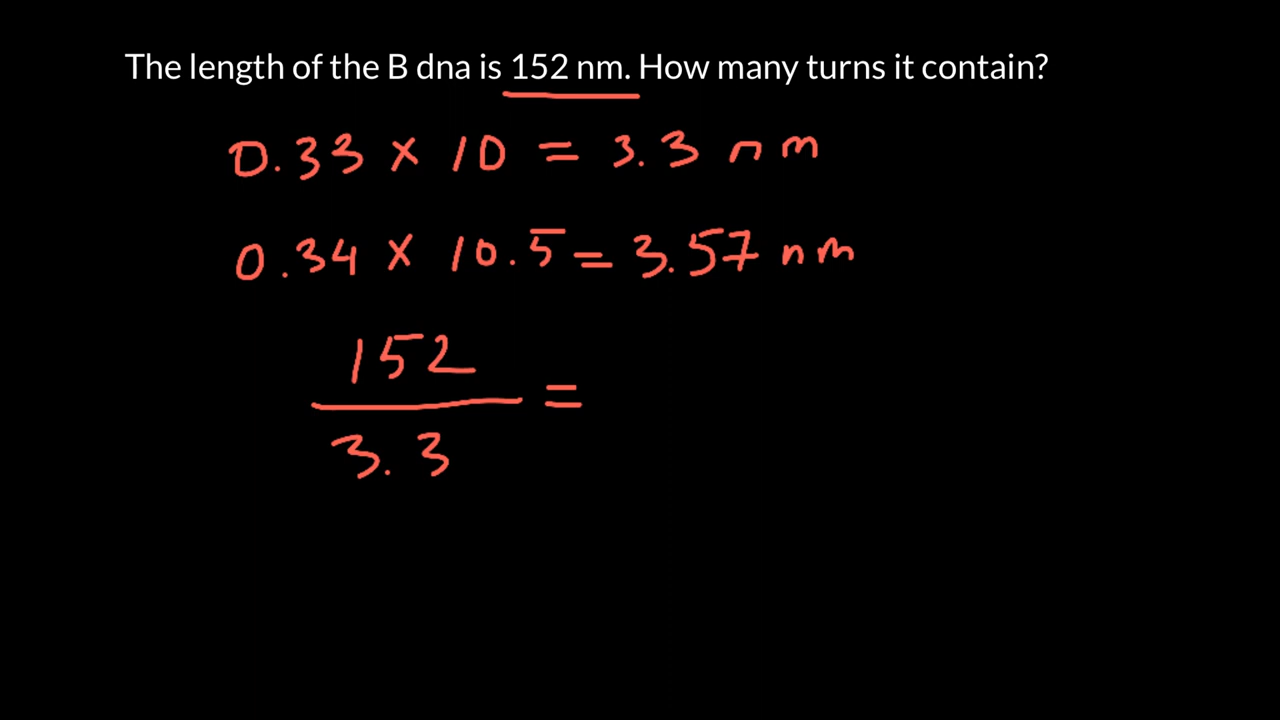 The length of the B dna is 152 nm. How many turns it contain?
0.33 × 10 = 3.3 nm
0.34 × 10.5 = 3.57 nm
152
=
3.3